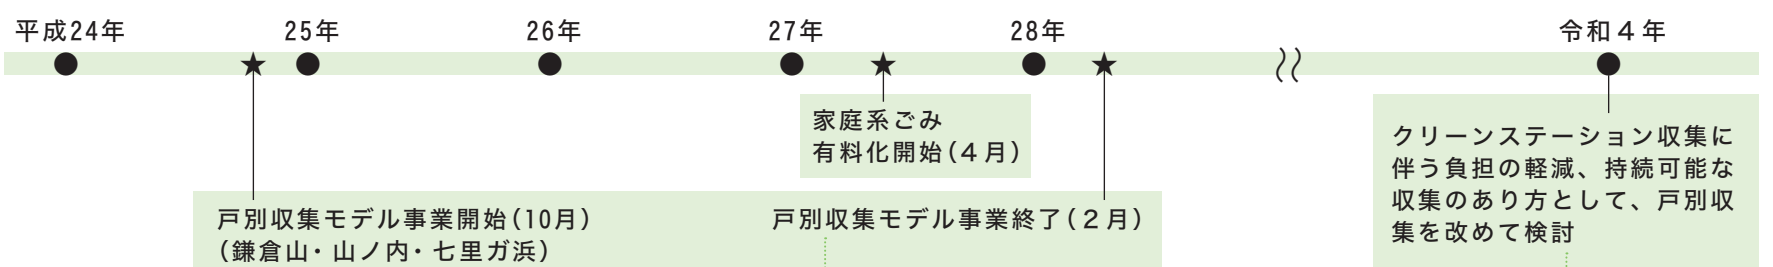 平成24年
25年
26年
27年
28年
令和4年
家庭系ごみ
有料化開始(4月)
クリーンステーション収集に
伴う負担の軽減、持続可能な
収集のあり方として、戸別収
集を改めて検討
戸別収集モデル事業開始(10月)
(鎌倉山・山ノ内・七里ガ浜)
戸別収集モデル事業終了(2月)